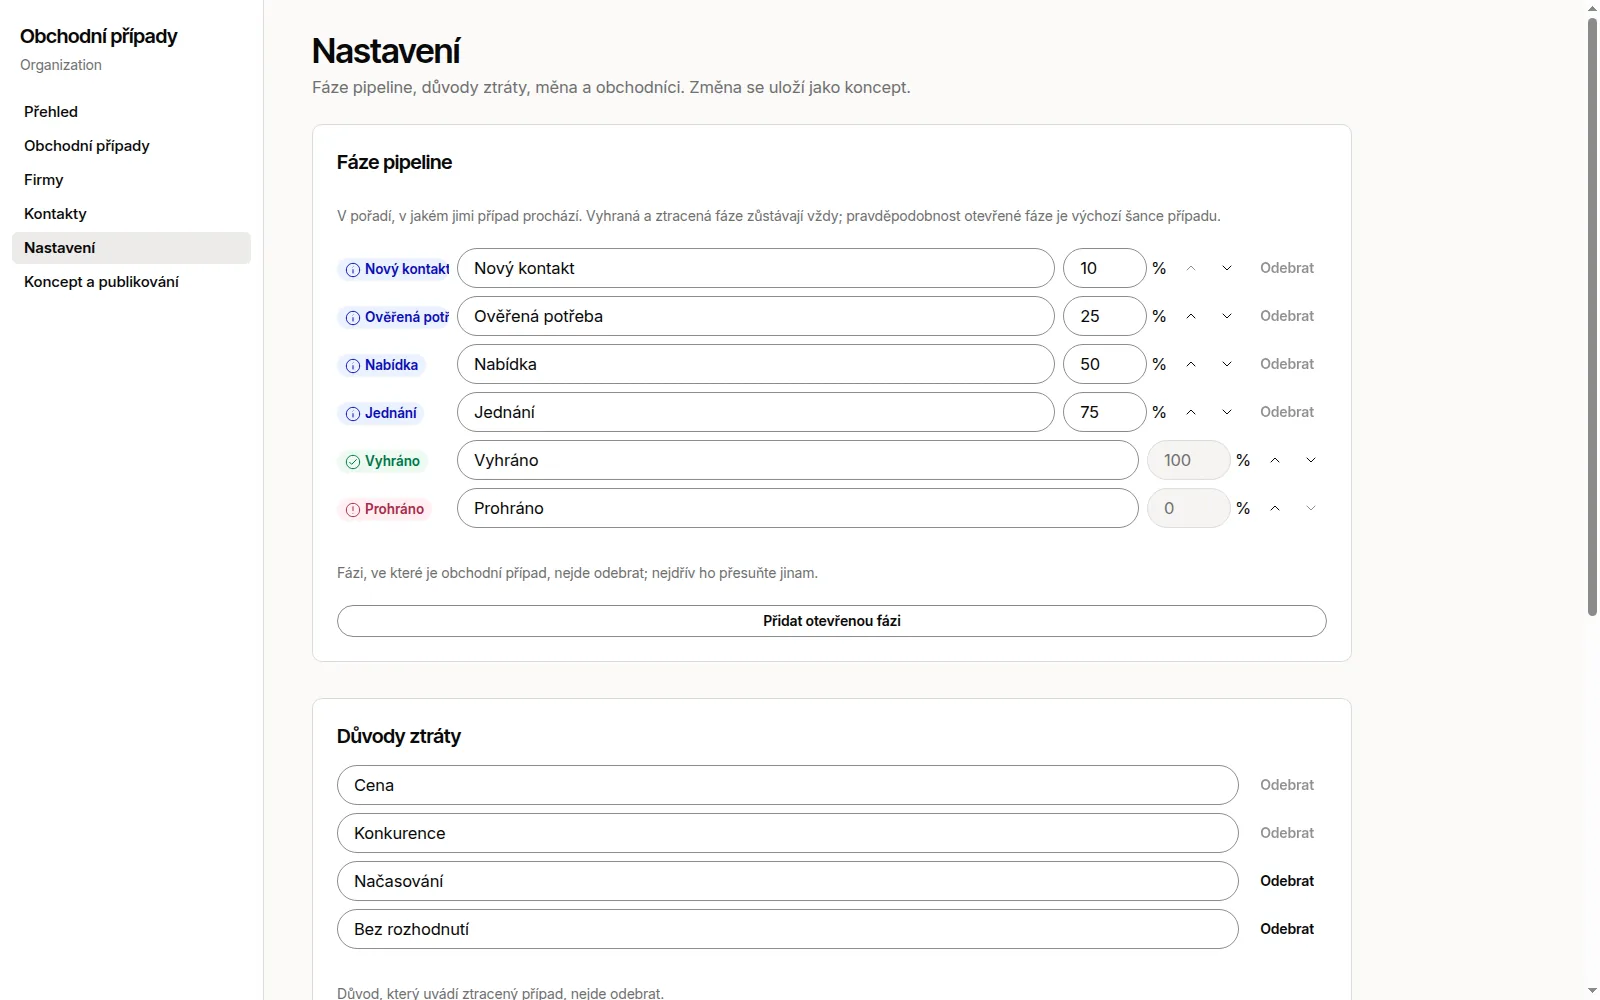 Obchodní případy
Organization
Přehled
Obchodní případy
Firmy
Kontakty
Nastavení
Koncept a publikování
Nastavení
Fáze pipeline, důvody ztráty, měna a obchodníci. Změna se uloží jako koncept.
Fáze pipeline
V pořadí, v jakém jimi případ prochází. Vyhraná a ztracená fáze zůstávají vždy; pravděpodobnost otevřené fáze je výchozí šance případu.
Nový kontakt Nový kontakt 10 % Odebrat
Ověřená potř Ověřená potřeba 25 % Odebrat
Nabídka Nabídka 50 % Odebrat
Jednání Jednání 75 % Odebrat
Vyhráno Vyhráno 100 %
Prohráno Prohráno 0 %
Fázi, ve které je obchodní případ, nejde odebrat; nejdřív ho přesuňte jinam.
Přidat otevřenou fázi
Důvody ztráty
Cena Odebrat
Konkurence Odebrat
Načasování Odebrat
Bez rozhodnutí Odebrat
Důvod, který uvádí ztracený případ, nejde odebrat.